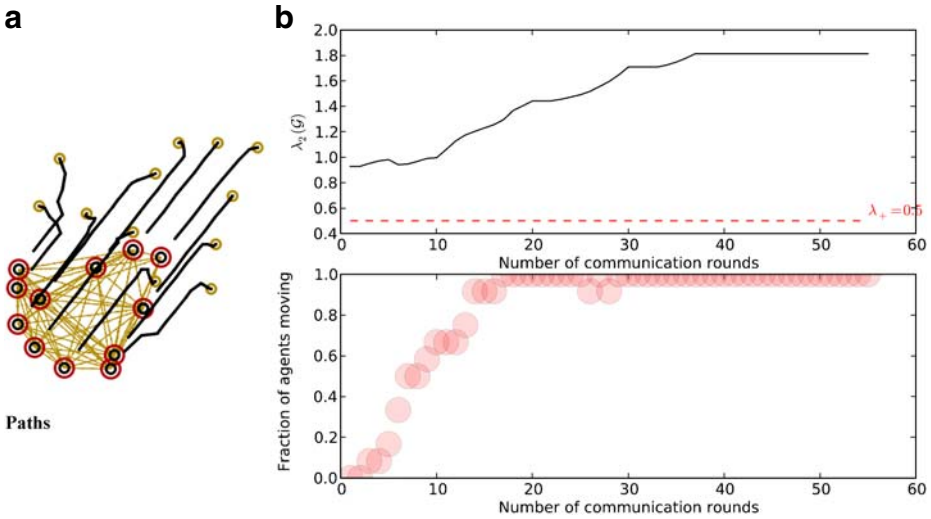 a
Paths
b
2.0
1.8
1.6
1.4
1.2
1.0
0.8
0.6
0.4
λ₂(𝒢)
λ₊ = 0.5
0 10 20 30 40 50 60
Number of communication rounds
1.0
0.8
0.6
0.4
0.2
0.0
Fraction of agents moving
0 10 20 30 40 50 60
Number of communication rounds